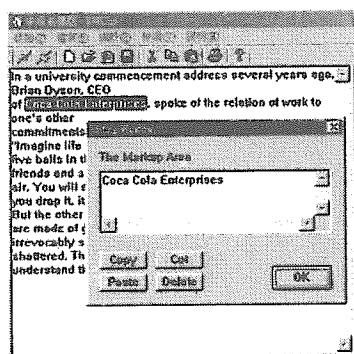 In a university commencement address several years ago,
Brian Dyson, CEO
of Coca Cola Enterprises, spoke of the relation of work to
one's other
commitments
"Imagine life
five balls in t
friends and s
air. You will r
you drop it, it
But the other
are made of g
irrevocably s
shattered. Th
understand th
The Markup Area
Coca Cola Enterprises
Copy Cut
Paste Delete
OK